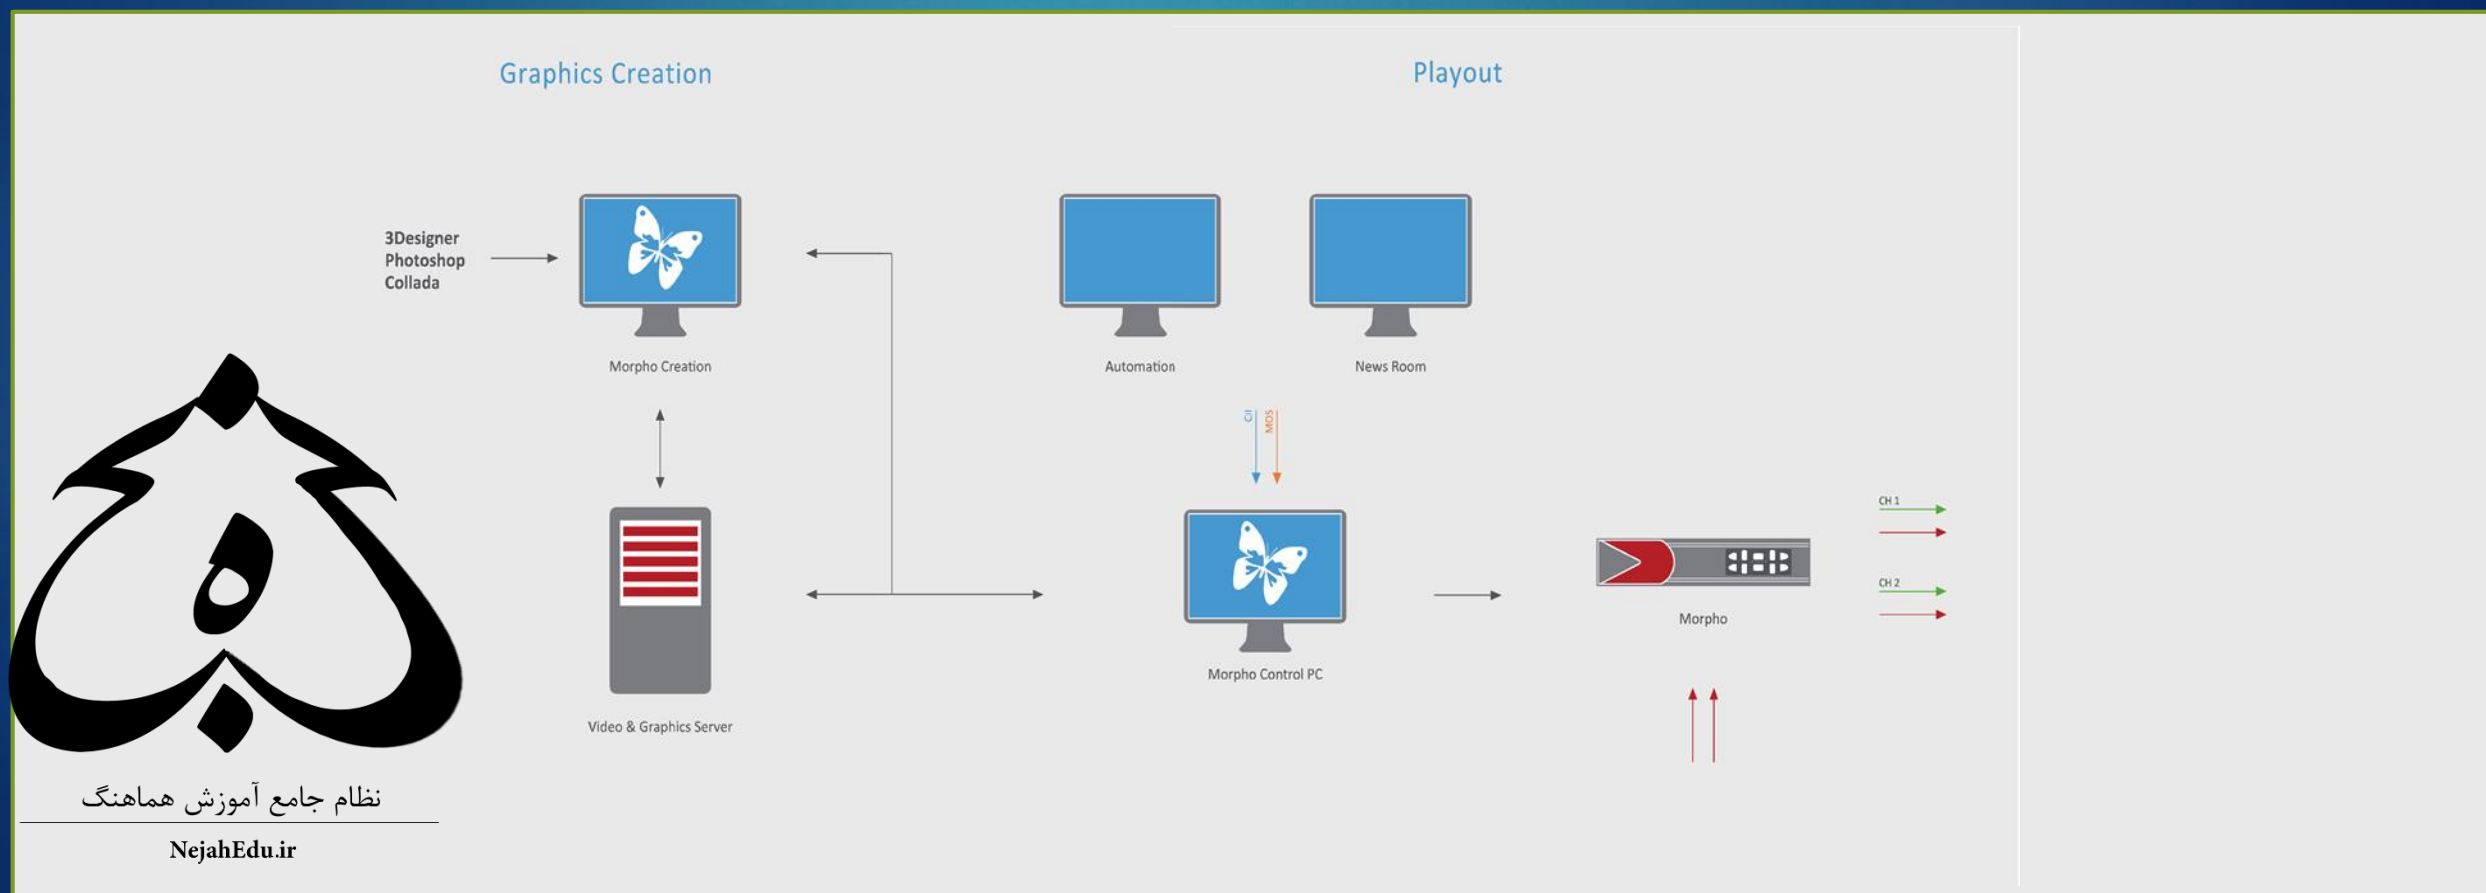 Graphics Creation
Playout
3Designer
Photoshop
Collada
Morpho Creation
Automation
News Room
CII
MOS
CH 1
CH 2
Morpho
Morpho Control PC
Video & Graphics Server
نظام جامع آموزش هماهنگ
NejahEdu.ir